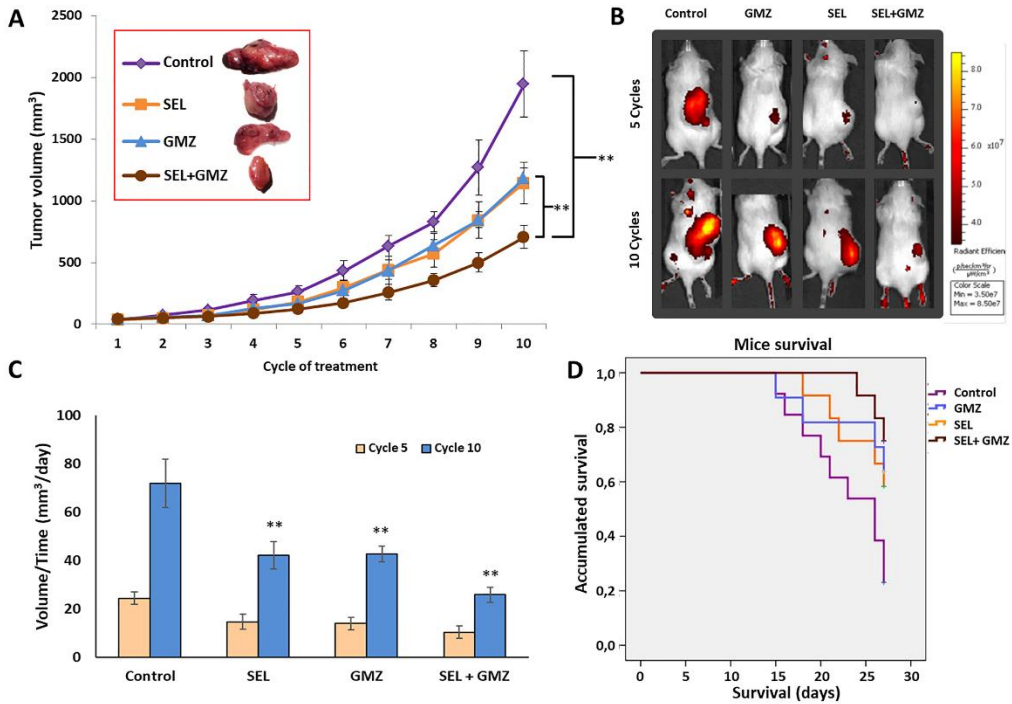 A
2500
2000
1500
1000
500
0
Tumor volume (mm³)
Control
SEL
GMZ
SEL+GMZ
**
**
1 2 3 4 5 6 7 8 9 10
Cycle of treatment
B
Control GMZ SEL SEL+GMZ
5 Cycles
10 Cycles
8.0
7.0
6.0
x10⁷
5.0
4.0
Radiant Efficien
Color Scale
Min = 3.50e7
Max = 8.50e7
C
100
80
60
40
20
0
Volume/Time (mm³/day)
Cycle 5 Cycle 10
**
**
**
Control SEL GMZ SEL + GMZ
D
Mice survival
1,0
0,8
0,6
0,4
0,2
0,0
Accumulated survival
Control
GMZ
SEL
SEL+ GMZ
0 5 10 15 20 25 30
Survival (days)